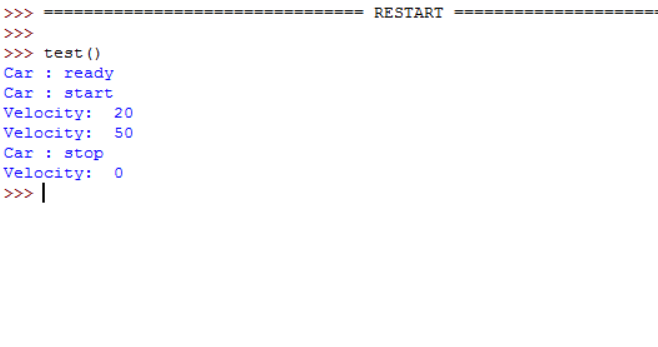 >>> ================================ RESTART =====================
>>>
>>> test()
Car : ready
Car : start
Velocity:  20
Velocity:  50
Car : stop
Velocity:  0
>>>